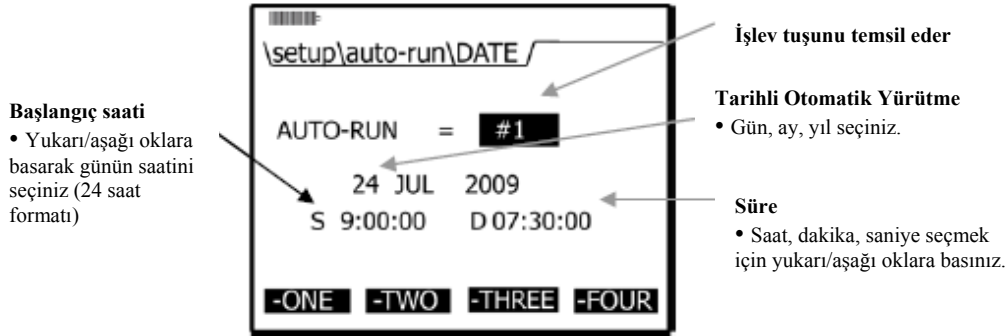 \setup\auto-run\DATE
AUTO-RUN = #1
24 JUL 2009
S 9:00:00 D 07:30:00
-ONE -TWO -THREE -FOUR
Başlangıç saati
• Yukarı/aşağı oklara
basarak günün saatini
seçiniz (24 saat
formatı)
İşlev tuşunu temsil eder
Tarihli Otomatik Yürütme
• Gün, ay, yıl seçiniz.
Süre
• Saat, dakika, saniye seçmek
için yukarı/aşağı oklara basınız.